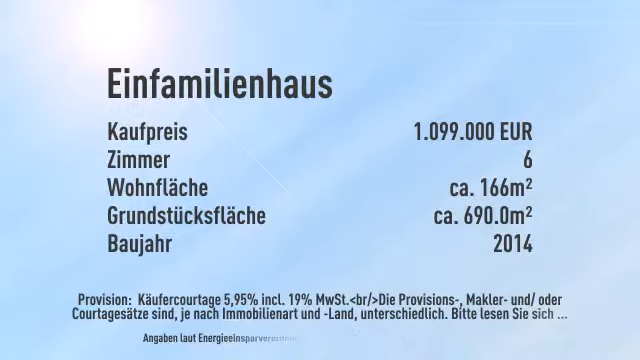 Einfamilienhaus
Kaufpreis 1.099.000 EUR
Zimmer 6
Wohnfläche ca. 166m²
Grundstücksfläche ca. 690.0m²
Baujahr 2014
Provision: Käufercourtage 5,95% incl. 19% MwSt.<br/>Die Provisions-, Makler- und/ oder
Courtagesätze sind, je nach Immobilienart und -Land, unterschiedlich. Bitte lesen Sie sich ...
Angaben laut